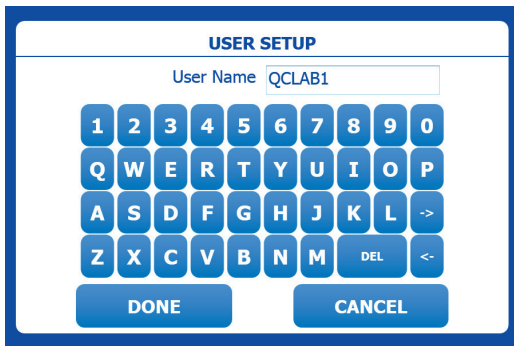 USER SETUP
User Name QCLAB1
1 2 3 4 5 6 7 8 9 0
Q W E R T Y U I O P
A S D F G H J K L ->
Z X C V B N M DEL <-
DONE CANCEL